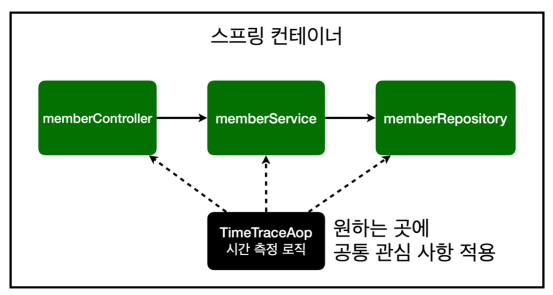 스프링 컨테이너
memberController
memberService
memberRepository
TimeTraceAop
시간 측정 로직
원하는 곳에
공통 관심 사항 적용